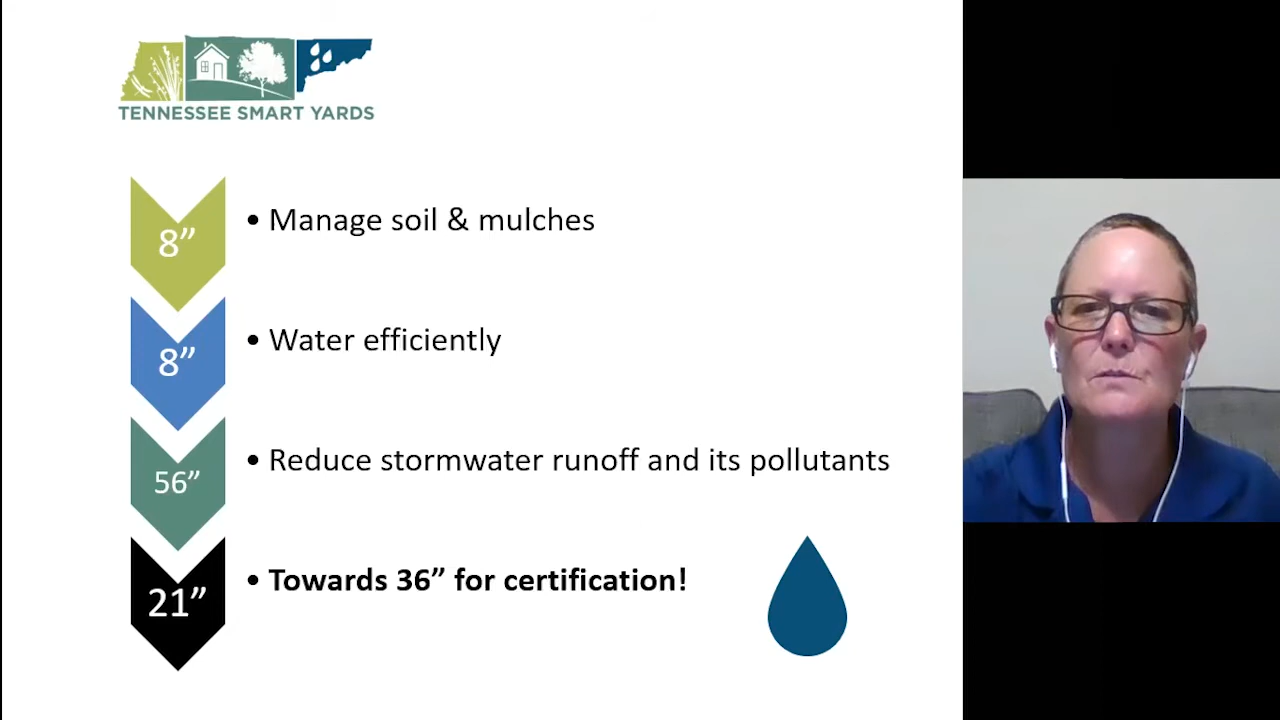 TENNESSEE SMART YARDS
8”
• Manage soil & mulches
8”
• Water efficiently
56”
• Reduce stormwater runoff and its pollutants
21”
• Towards 36” for certification!